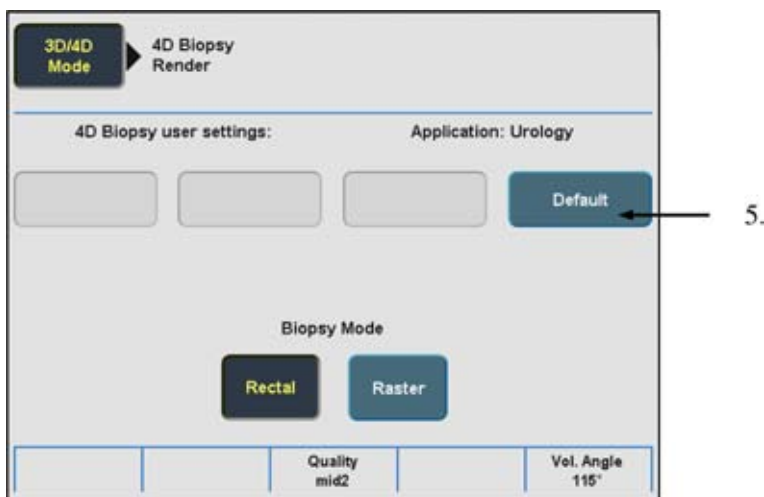 3D/4D
Mode
4D Biopsy
Render
4D Biopsy user settings:
Application: Urology
Default
5.
Biopsy Mode
Rectal
Raster
Quality
mid2
Vol. Angle
115°